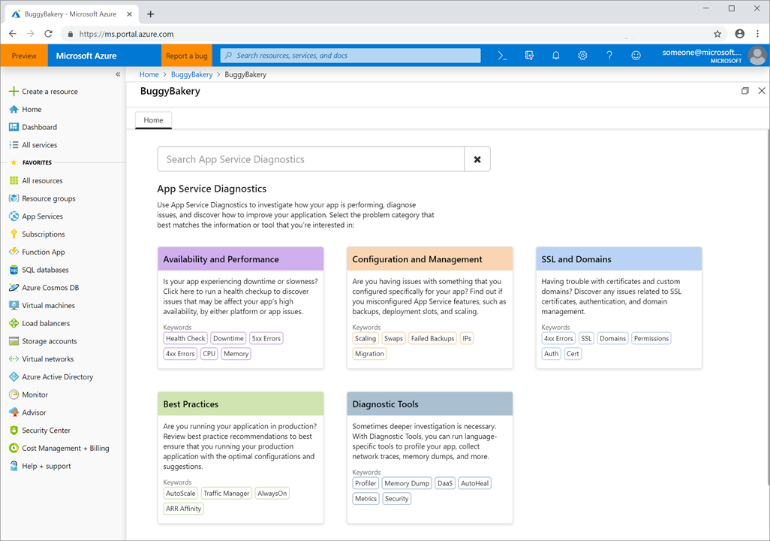 BuggyBakery - Microsoft Azure
https://ms.portal.azure.com
Preview
Microsoft Azure
Report a bug
Search resources, services, and docs
someone@microsoft....
MICROSOFT
Home > BuggyBakery > BuggyBakery
BuggyBakery
Home
Create a resource
Home
Dashboard
All services
FAVORITES
All resources
Resource groups
App Services
Subscriptions
Function App
SQL databases
Azure Cosmos DB
Virtual machines
Load balancers
Storage accounts
Virtual networks
Azure Active Directory
Monitor
Advisor
Security Center
Cost Management + Billing
Help + support
Search App Service Diagnostics
App Service Diagnostics
Use App Service Diagnostics to investigate how your app is performing, diagnose
issues, and discover how to improve your application. Select the problem category that
best matches the information or tool that you're interested in:
Availability and Performance
Is your app experiencing downtime or slowness?
Click here to run a health checkup to discover
issues that may be affect your app's high
availability, by either platform or app issues.
Keywords
Health Check Downtime 5xx Errors
4xx Errors CPU Memory
Configuration and Management
Are you having issues with something that you
configured specifically for your app? Find out if
you misconfigured App Service features, such as
backups, deployment slots, and scaling.
Keywords
Scaling Swaps Failed Backups IPs
Migration
SSL and Domains
Having trouble with certificates and custom
domains? Discover any issues related to SSL
certificates, authentication, and domain
management.
Keywords
4xx Errors SSL Domains Permissions
Auth Cert
Best Practices
Are you running your application in production?
Review best practice recommendations to best
ensure that you running your production
application with the optimal configurations and
suggestions.
Keywords
AutoScale Traffic Manager AlwaysOn
ARR Affinity
Diagnostic Tools
Sometimes deeper investigation is necessary.
With Diagnostic Tools, you can run language-
specific tools to profile your app, collect
network traces, memory dumps, and more.
Keywords
Profiler Memory Dump DaaS AutoHeal
Metrics Security